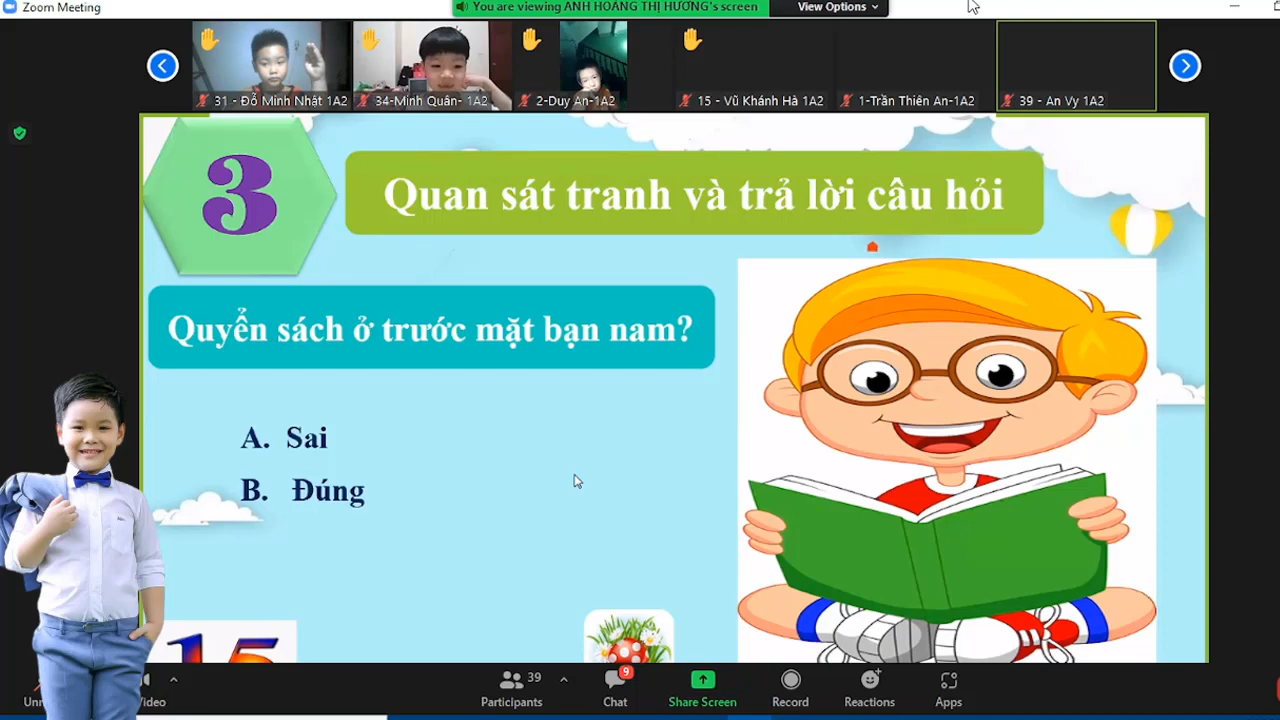 Zoom Meeting
You are viewing ANH HOÀNG THỊ HƯƠNG's screen
View Options
31 - Đỗ Minh Nhật 1A2
34-Minh Quân- 1A2
2-Duy An-1A2
15 - Vũ Khánh Hà 1A2
1-Trần Thiên An-1A2
39 - An Vy 1A2
3
Quan sát tranh và trả lời câu hỏi
Quyển sách ở trước mặt bạn nam?
A. Sai
B. Đúng
15
39
9
Video
Participants
Chat
Share Screen
Record
Reactions
Apps